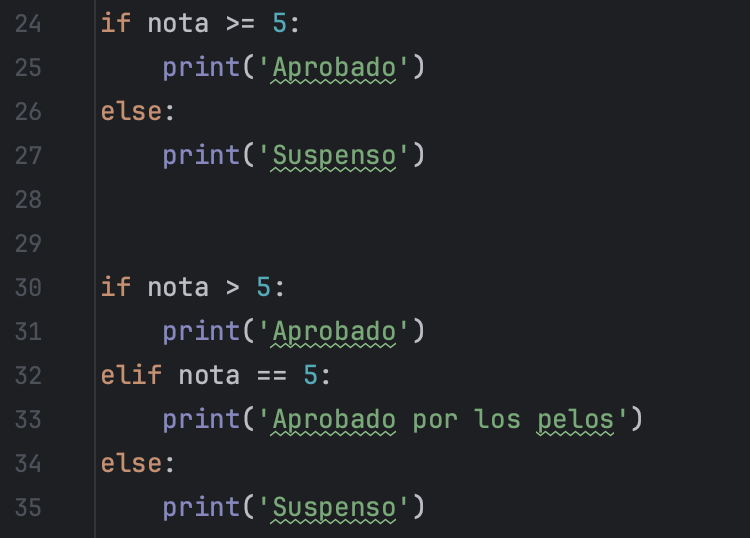 24 if nota >= 5:
25     print('Aprobado')
26 else:
27     print('Suspenso')
28
29
30 if nota > 5:
31     print('Aprobado')
32 elif nota == 5:
33     print('Aprobado por los pelos')
34 else:
35     print('Suspenso')